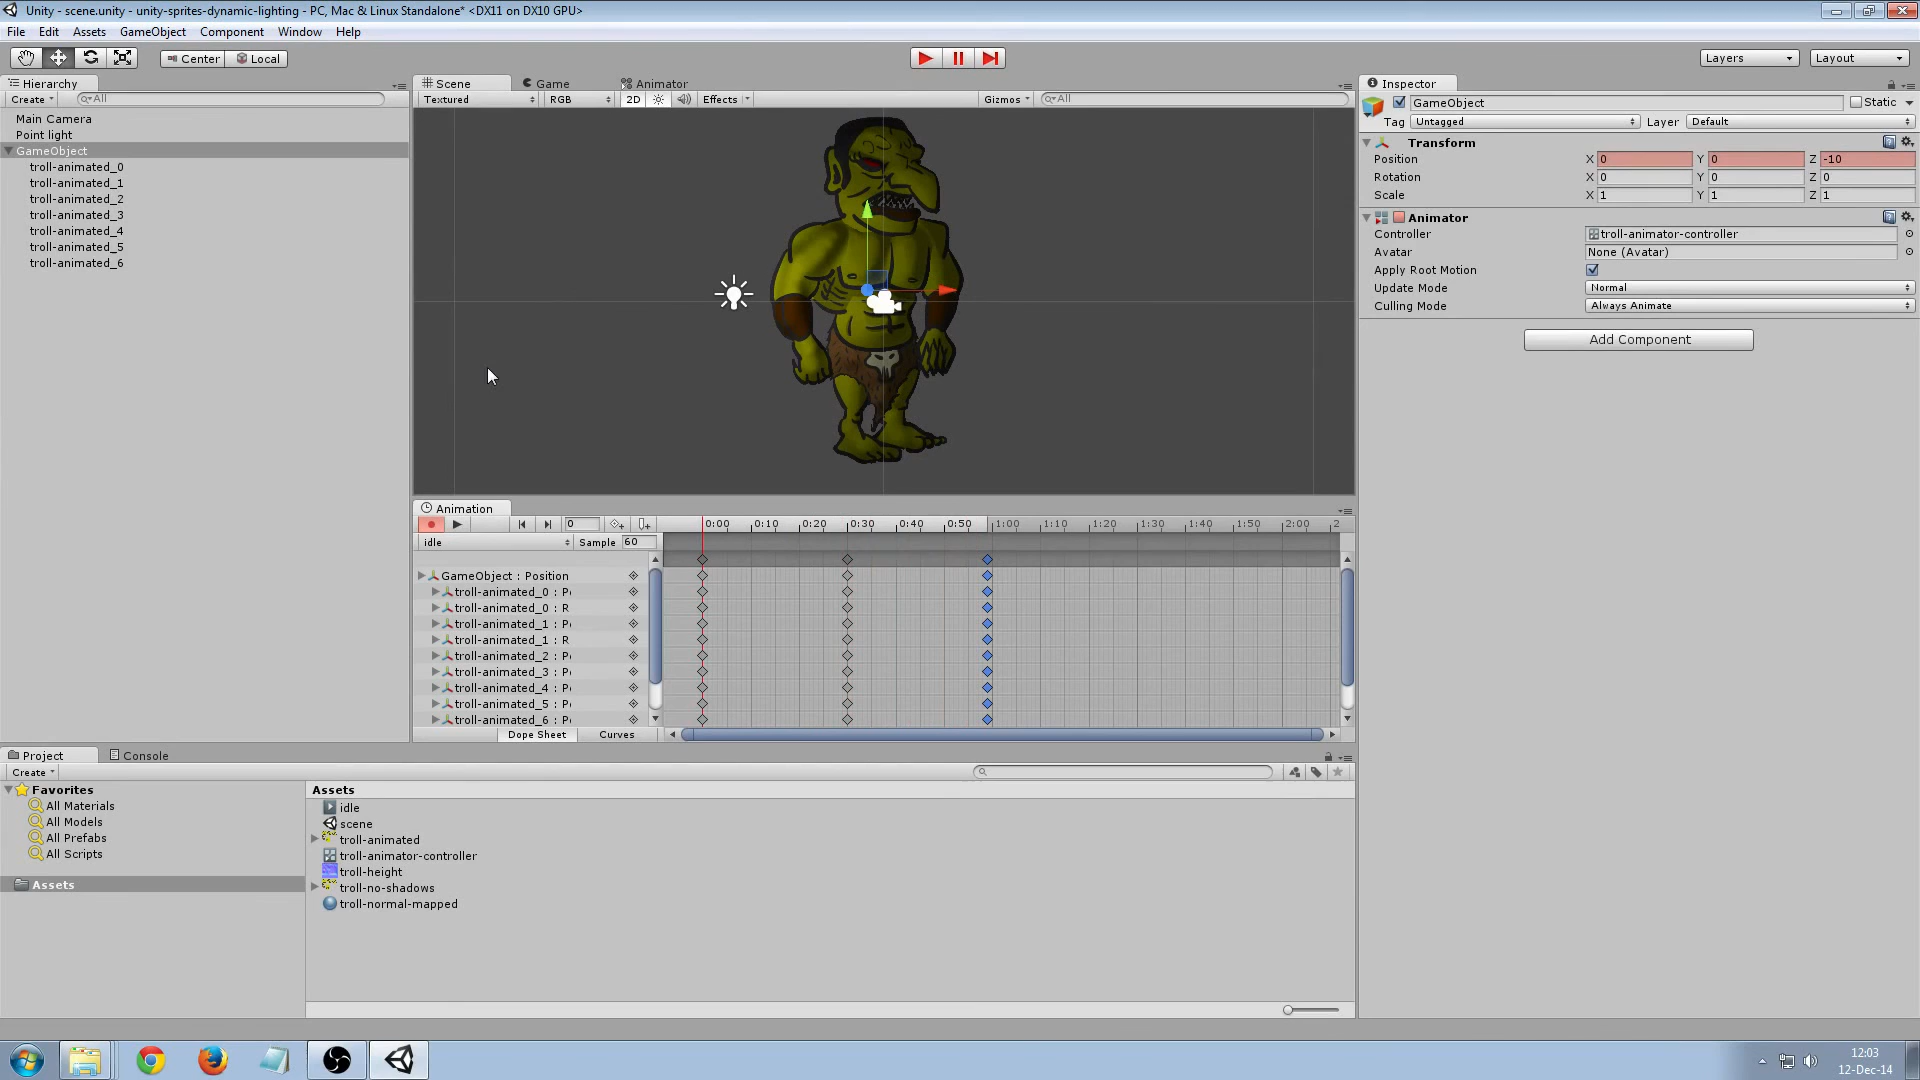 Unity - scene.unity - unity-sprites-dynamic-lighting - PC, Mac & Linux Standalone* <DX11 on DX10 GPU>
File Edit Assets GameObject Component Window Help
Center Local Layers Layout
Hierarchy
Create All
Main Camera
Point light
GameObject
troll-animated_0
troll-animated_1
troll-animated_2
troll-animated_3
troll-animated_4
troll-animated_5
troll-animated_6
Scene Game Animator
Textured RGB 2D Effects Gizmos All
Animation
0 0:00 0:10 0:20 0:30 0:40 0:50 1:00 1:10 1:20 1:30 1:40 1:50 2:00 2
idle Sample 60
GameObject : Position
troll-animated_0 : P
troll-animated_0 : R
troll-animated_1 : P
troll-animated_1 : R
troll-animated_2 : P
troll-animated_3 : P
troll-animated_4 : P
troll-animated_5 : P
troll-animated_6 : P
Dope Sheet Curves
Inspector
GameObject Static
Tag Untagged Layer Default
Transform
Position X 0 Y 0 Z -10
Rotation X 0 Y 0 Z 0
Scale X 1 Y 1 Z 1
Animator
Controller troll-animator-controller
Avatar None (Avatar)
Apply Root Motion
Update Mode Normal
Culling Mode Always Animate
Add Component
Project Console
Create
Favorites
All Materials
All Models
All Prefabs
All Scripts
Assets
Assets
idle
scene
troll-animated
troll-animator-controller
troll-height
troll-no-shadows
troll-normal-mapped
12:03
12-Dec-14